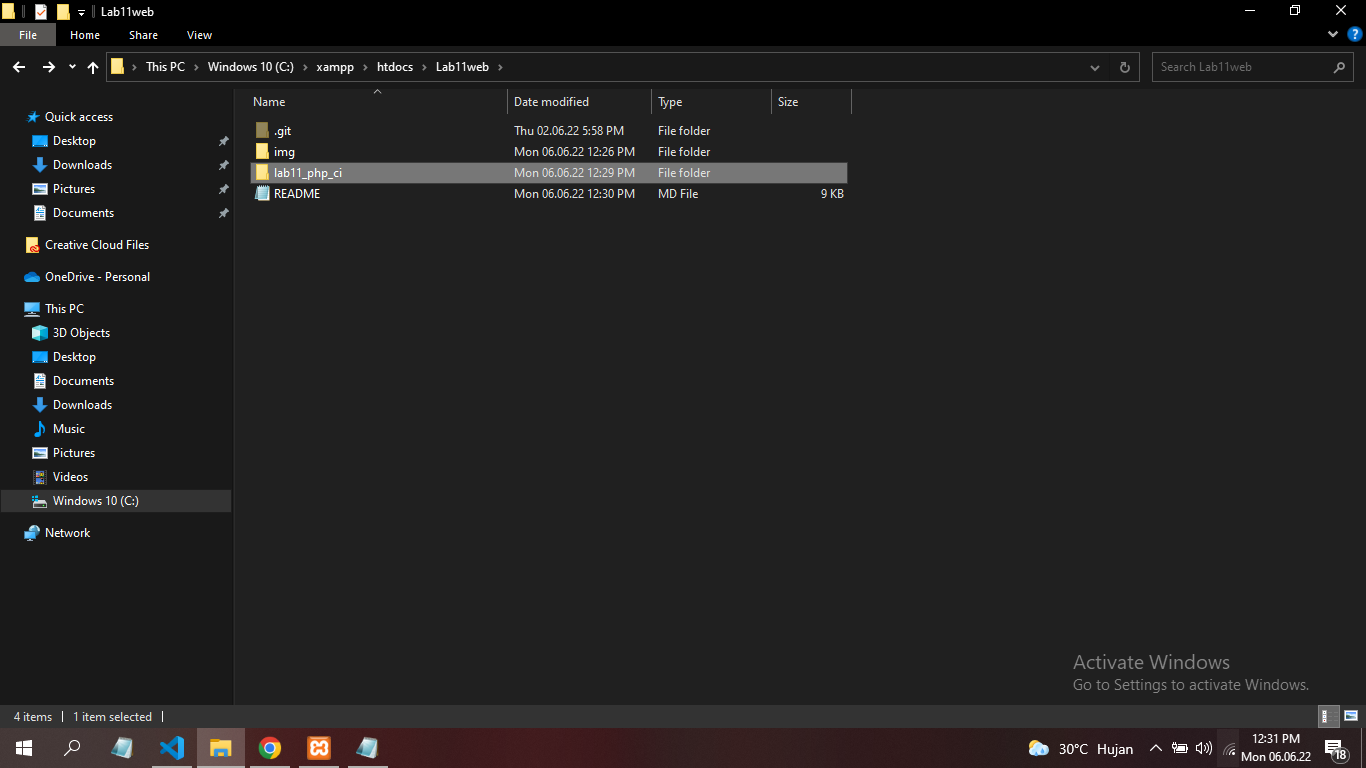 Lab11web
File Home Share View
This PC Windows 10 (C:) xampp htdocs Lab11web
Search Lab11web
Name Date modified Type Size
.git Thu 02.06.22 5:58 PM File folder
img Mon 06.06.22 12:26 PM File folder
lab11_php_ci Mon 06.06.22 12:29 PM File folder
README Mon 06.06.22 12:30 PM MD File 9 KB
Quick access
Desktop
Downloads
Pictures
Documents
Creative Cloud Files
OneDrive - Personal
This PC
3D Objects
Desktop
Documents
Downloads
Music
Pictures
Videos
Windows 10 (C:)
Network
Activate Windows
Go to Settings to activate Windows.
4 items 1 item selected
30°C Hujan
12:31 PM
Mon 06.06.22
18